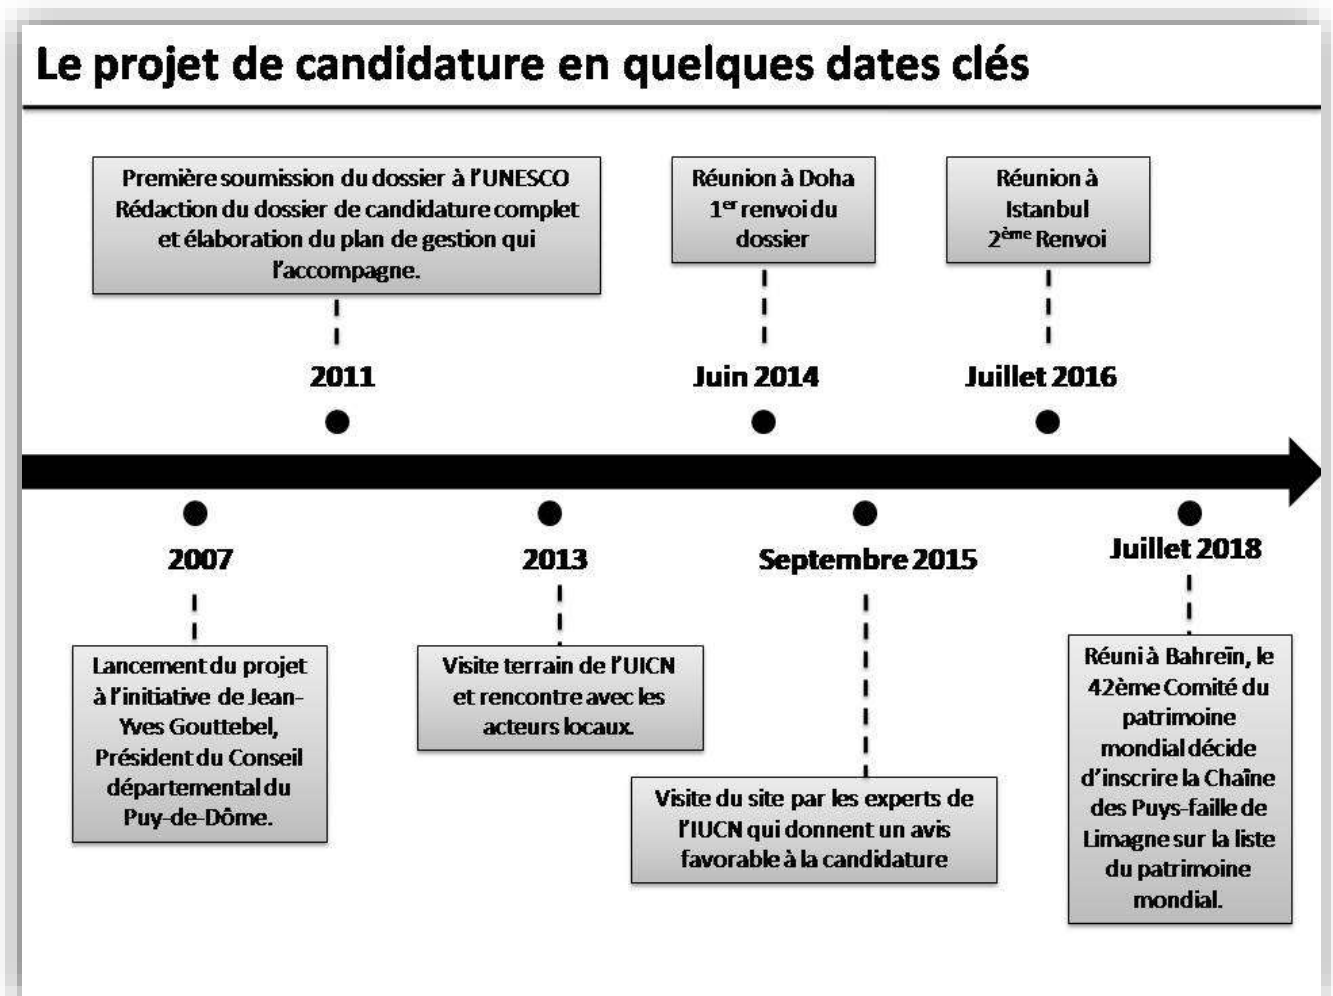 Le projet de candidature en quelques dates clés
Première soumission du dossier à l'UNESCO
Rédaction du dossier de candidature complet
et élaboration du plan de gestion qui
l'accompagne.
Réunion à Doha
1er renvoi du
dossier
Réunion à
Istanbul
2ème Renvoi
2011
Juin 2014
Juillet 2016
2007
2013
Septembre 2015
Juillet 2018
Lancement du projet
à l'initiative de Jean-
Yves Gouttebel,
Président du Conseil
départemental du
Puy-de-Dôme.
Visite terrain de l'UICN
et rencontre avec les
acteurs locaux.
Visite du site par les experts de
l'IUCN qui donnent un avis
favorable à la candidature
Réuni à Bahreïn, le
42ème Comité du
patrimoine
mondial décide
d'inscrire la Chaîne
des Puys-faille de
Limagne sur la liste
du patrimoine
mondial.